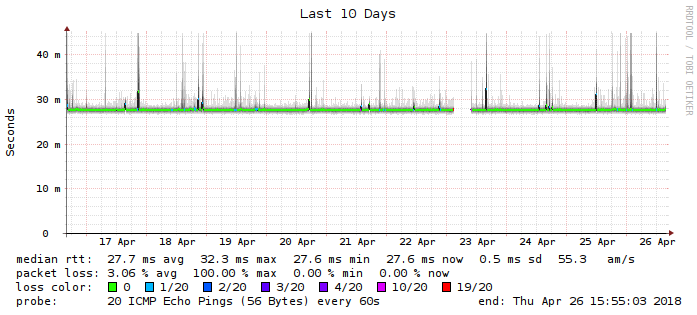 Last 10 Days
RRDTOOL / TOBI OETIKER
Seconds
40 m
30 m
20 m
10 m
0
17 Apr 18 Apr 19 Apr 20 Apr 21 Apr 22 Apr 23 Apr 24 Apr 25 Apr 26 Apr
median rtt: 27.7 ms avg 32.3 ms max 27.6 ms min 27.6 ms now 0.5 ms sd 55.3 am/s
packet loss: 3.06 % avg 100.00 % max 0.00 % min 0.00 % now
loss color: 0 1/20 2/20 3/20 4/20 10/20 19/20
probe: 20 ICMP Echo Pings (56 Bytes) every 60s end: Thu Apr 26 15:55:03 2018